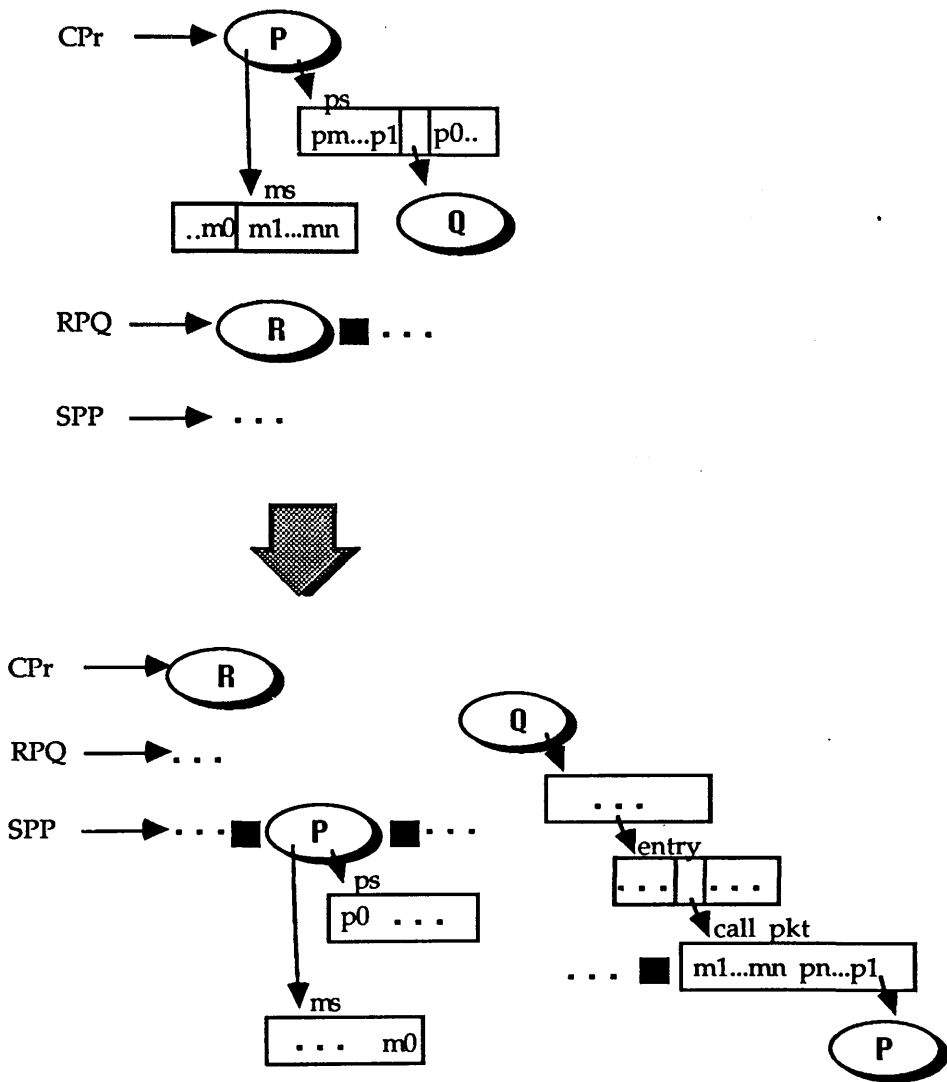 CPr P
ps
pm...p1 p0..
ms
..m0 m1...mn Q
RPQ R ...
SPP ...
CPr R
Q
RPQ ...
...
SPP ... P ...
entry
... ...
ps
p0 ...
call pkt
... m1...mn pn...p1
ms
... m0
P